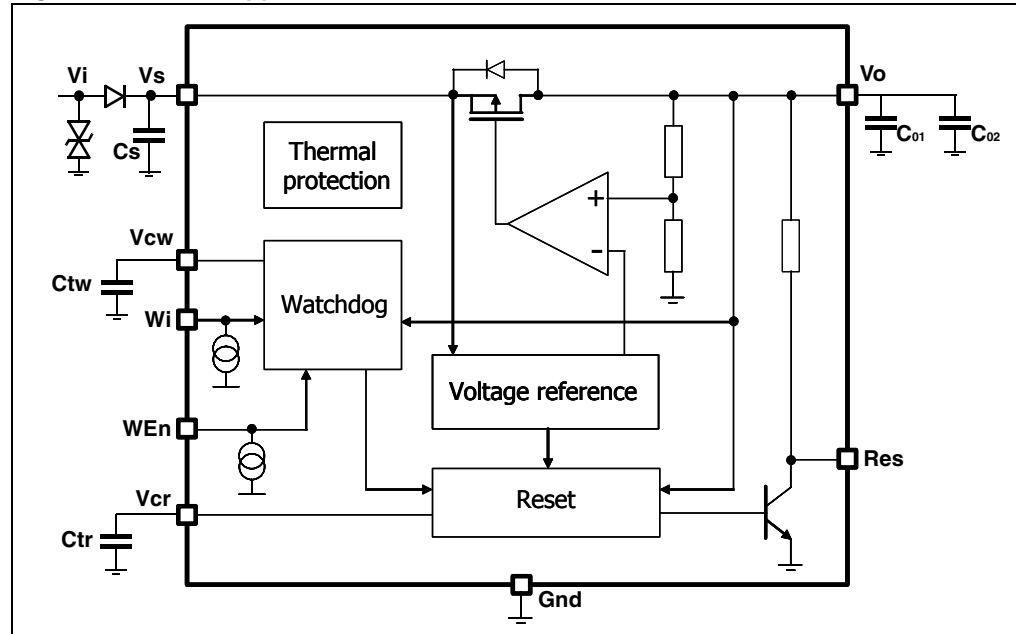 Vi
Vs
Vo
Cs
C01
C02
Thermal
protection
+
-
Vcw
Ctw
Watchdog
Wi
Voltage reference
WEn
Res
Vcr
Reset
Ctr
Gnd